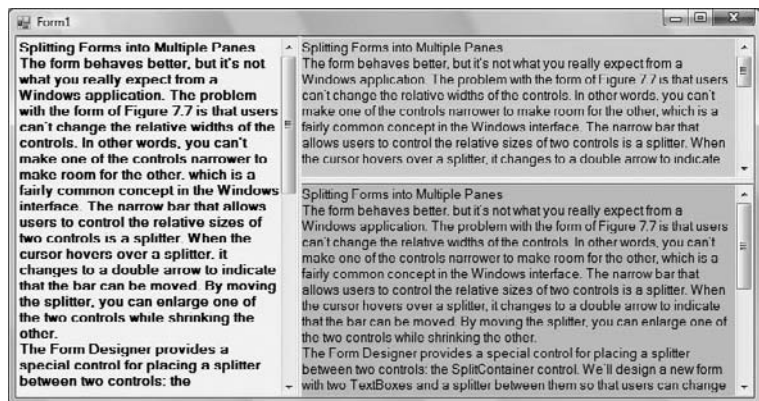 Form1
Splitting Forms into Multiple Panes
The form behaves better, but it's not
what you really expect from a
Windows application. The problem
with the form of Figure 7.7 is that users
can't change the relative widths of the
controls. In other words, you can't
make one of the controls narrower to
make room for the other, which is a
fairly common concept in the Windows
interface. The narrow bar that allows
users to control the relative sizes of
two controls is a splitter. When the
cursor hovers over a splitter, it
changes to a double arrow to indicate
that the bar can be moved. By moving
the splitter, you can enlarge one of
the two controls while shrinking the
other.
The Form Designer provides a
special control for placing a splitter
between two controls: the
Splitting Forms into Multiple Panes
The form behaves better, but it's not what you really expect from a
Windows application. The problem with the form of Figure 7.7 is that users
can't change the relative widths of the controls. In other words, you can't
make one of the controls narrower to make room for the other, which is a
fairly common concept in the Windows interface. The narrow bar that
allows users to control the relative sizes of two controls is a splitter. When
the cursor hovers over a splitter, it changes to a double arrow to indicate
Splitting Forms into Multiple Panes
The form behaves better, but it's not what you really expect from a
Windows application. The problem with the form of Figure 7.7 is that users
can't change the relative widths of the controls. In other words, you can't
make one of the controls narrower to make room for the other, which is a
fairly common concept in the Windows interface. The narrow bar that
allows users to control the relative sizes of two controls is a splitter. When
the cursor hovers over a splitter, it changes to a double arrow to indicate
that the bar can be moved. By moving the splitter, you can enlarge one of
the two controls while shrinking the other.
The Form Designer provides a special control for placing a splitter
between two controls: the SplitContainer control. We'll design a new form
with two TextBoxes and a splitter between them so that users can change